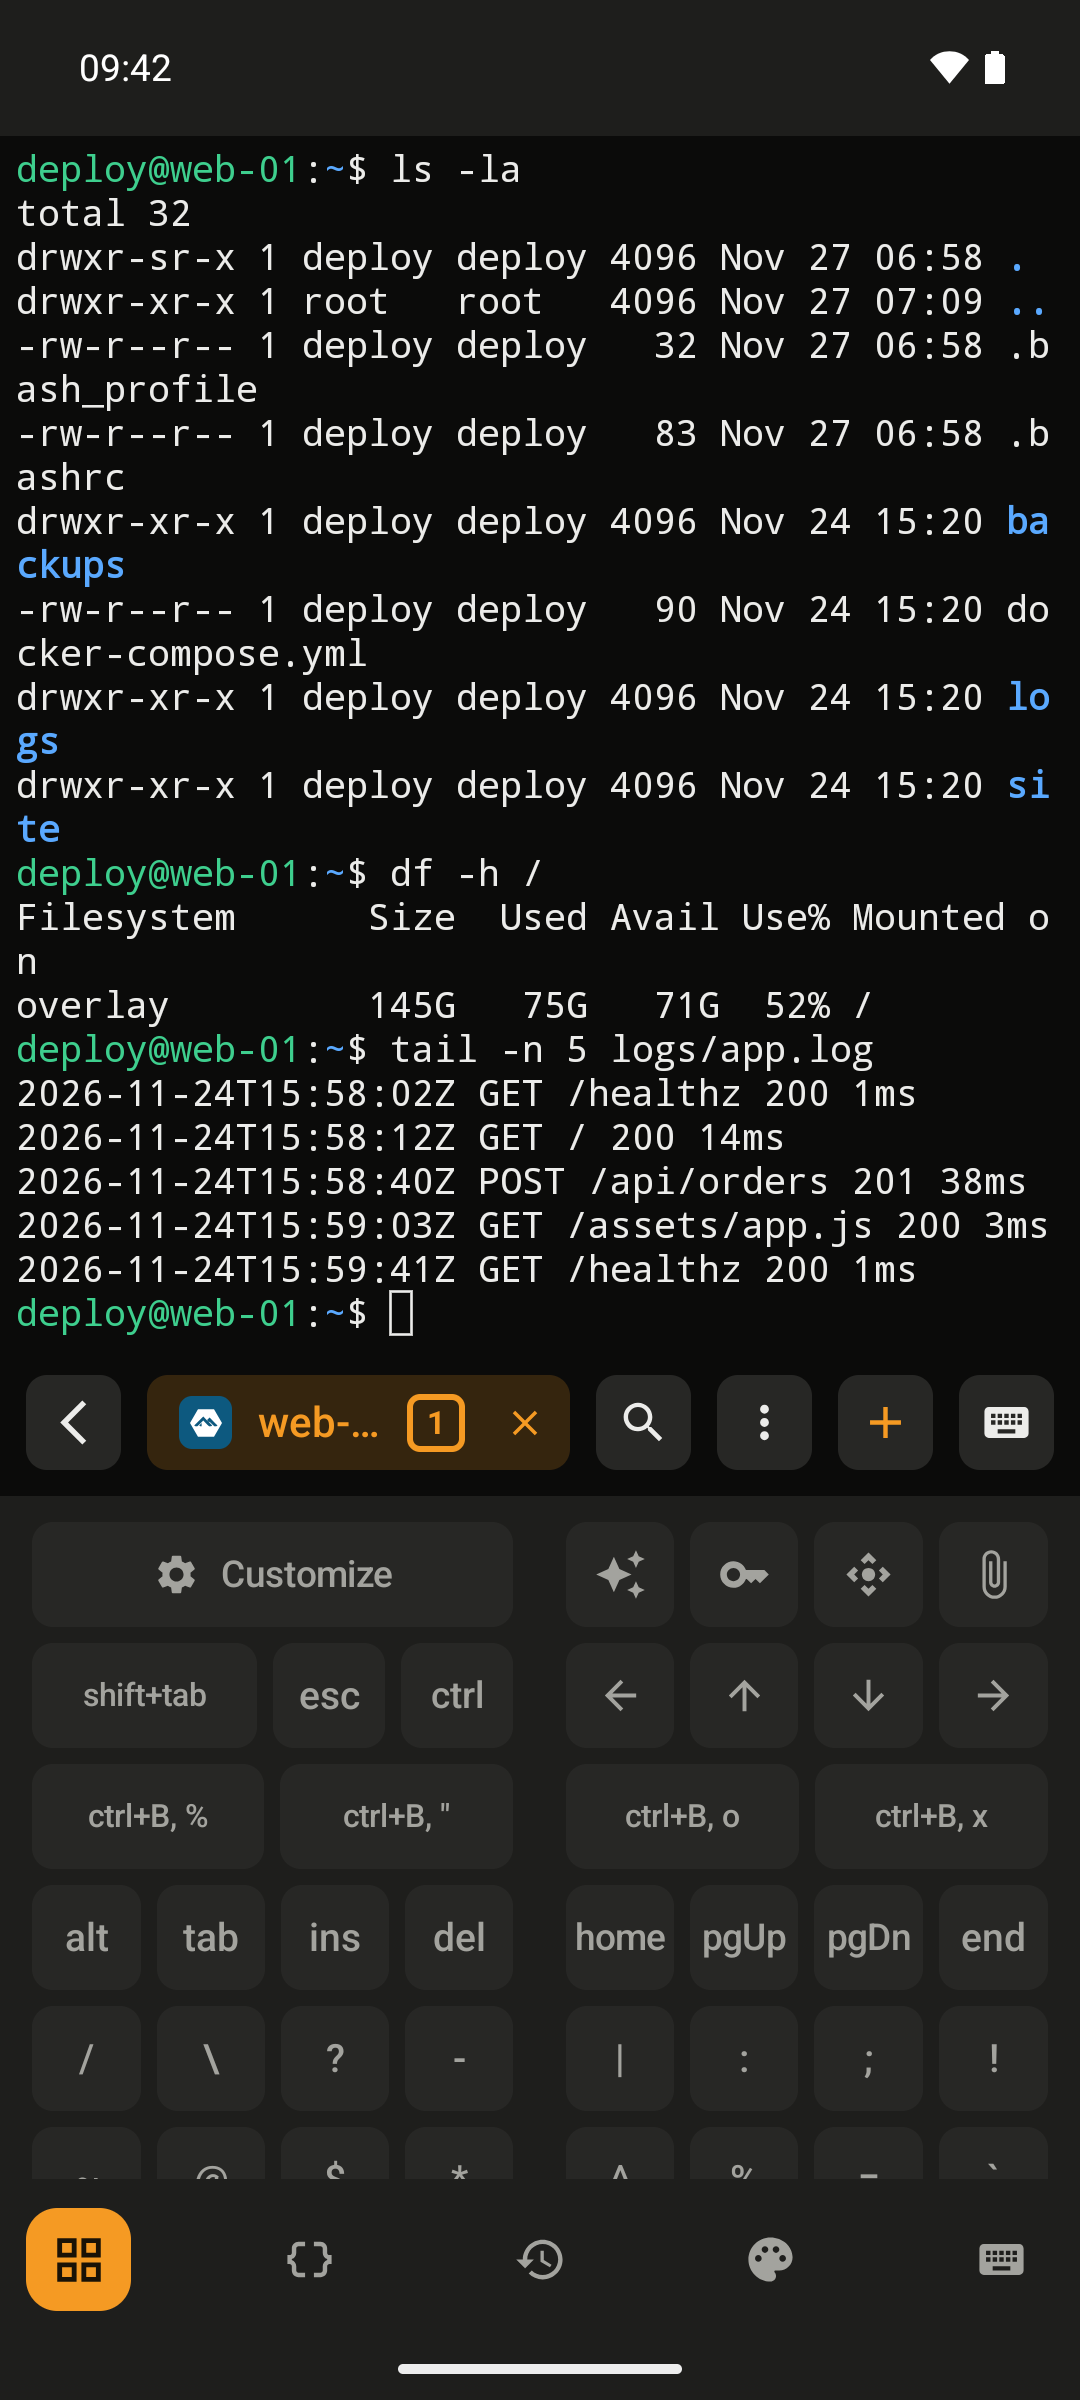 09:42
deploy@web-01:~$ ls -la
total 32
drwxr-sr-x 1 deploy deploy 4096 Nov 27 06:58 .
drwxr-xr-x 1 root   root   4096 Nov 27 07:09 ..
-rw-r--r-- 1 deploy deploy   32 Nov 27 06:58 .b
ash_profile
-rw-r--r-- 1 deploy deploy   83 Nov 27 06:58 .b
ashrc
drwxr-xr-x 1 deploy deploy 4096 Nov 24 15:20 ba
ckups
-rw-r--r-- 1 deploy deploy   90 Nov 24 15:20 do
cker-compose.yml
drwxr-xr-x 1 deploy deploy 4096 Nov 24 15:20 lo
gs
drwxr-xr-x 1 deploy deploy 4096 Nov 24 15:20 si
te
deploy@web-01:~$ df -h /
Filesystem      Size  Used Avail Use% Mounted o
n
overlay         145G   75G   71G  52% /
deploy@web-01:~$ tail -n 5 logs/app.log
2026-11-24T15:58:02Z GET /healthz 200 1ms
2026-11-24T15:58:12Z GET / 200 14ms
2026-11-24T15:58:40Z POST /api/orders 201 38ms
2026-11-24T15:59:03Z GET /assets/app.js 200 3ms
2026-11-24T15:59:41Z GET /healthz 200 1ms
deploy@web-01:~$
web-... 1
Customize
shift+tab esc ctrl
ctrl+B, % ctrl+B, " ctrl+B, o ctrl+B, x
alt tab ins del home pgUp pgDn end
/ \ ? - | : ; !
~ @ $ * ^ % = `